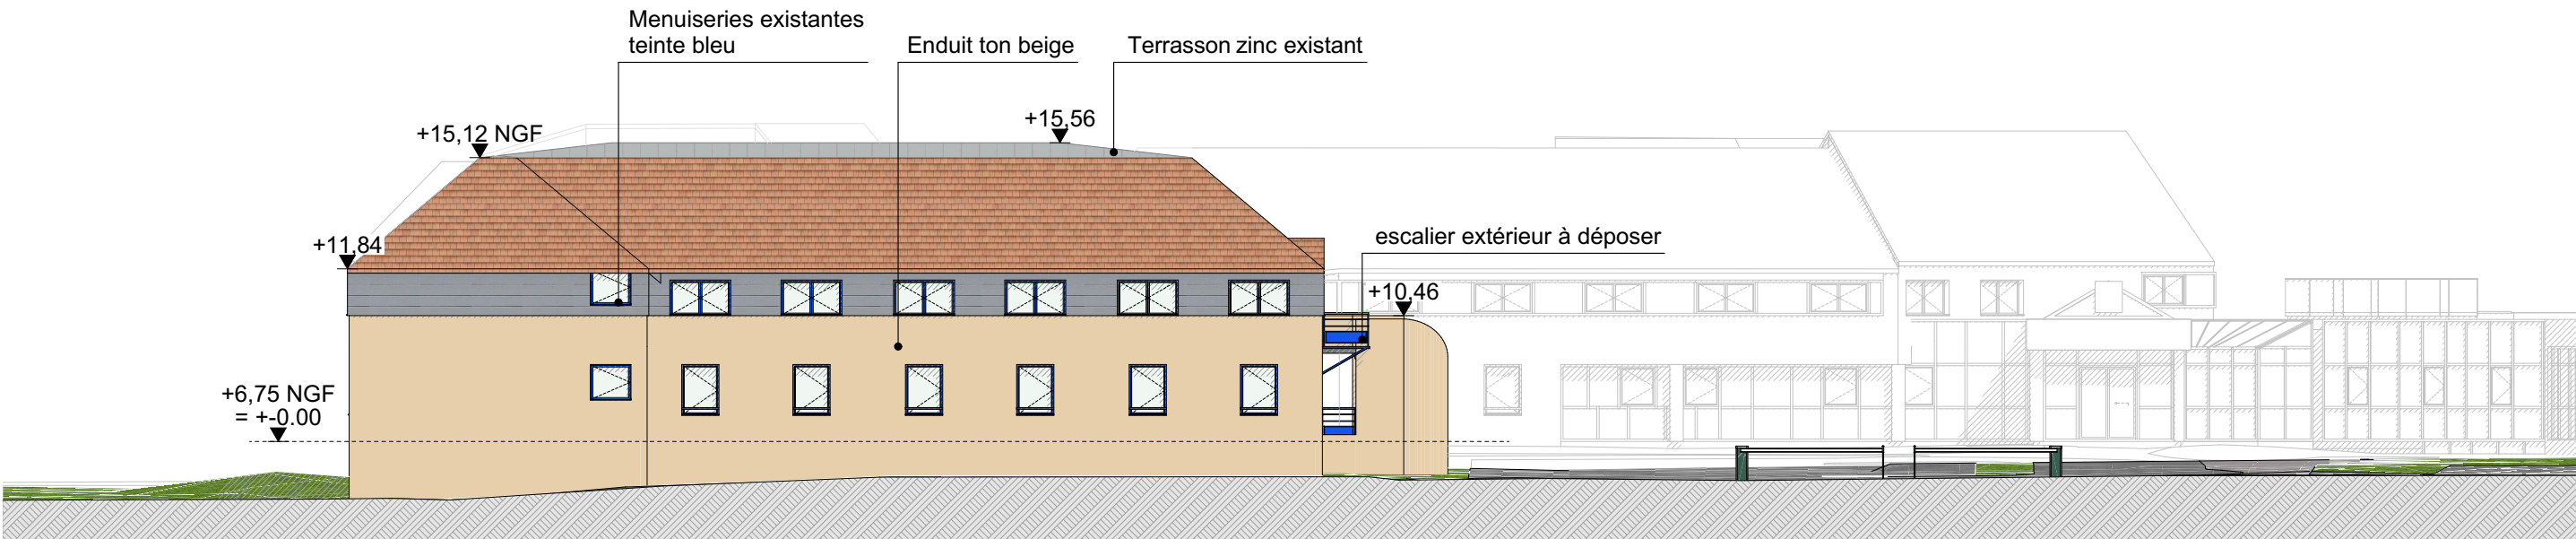 Menuiseries existantes
teinte bleu
Enduit ton beige
Terrasson zinc existant
+15,12 NGF
+15,56
+11,84
escalier extérieur à déposer
+10,46
+6,75 NGF
= +-0.00